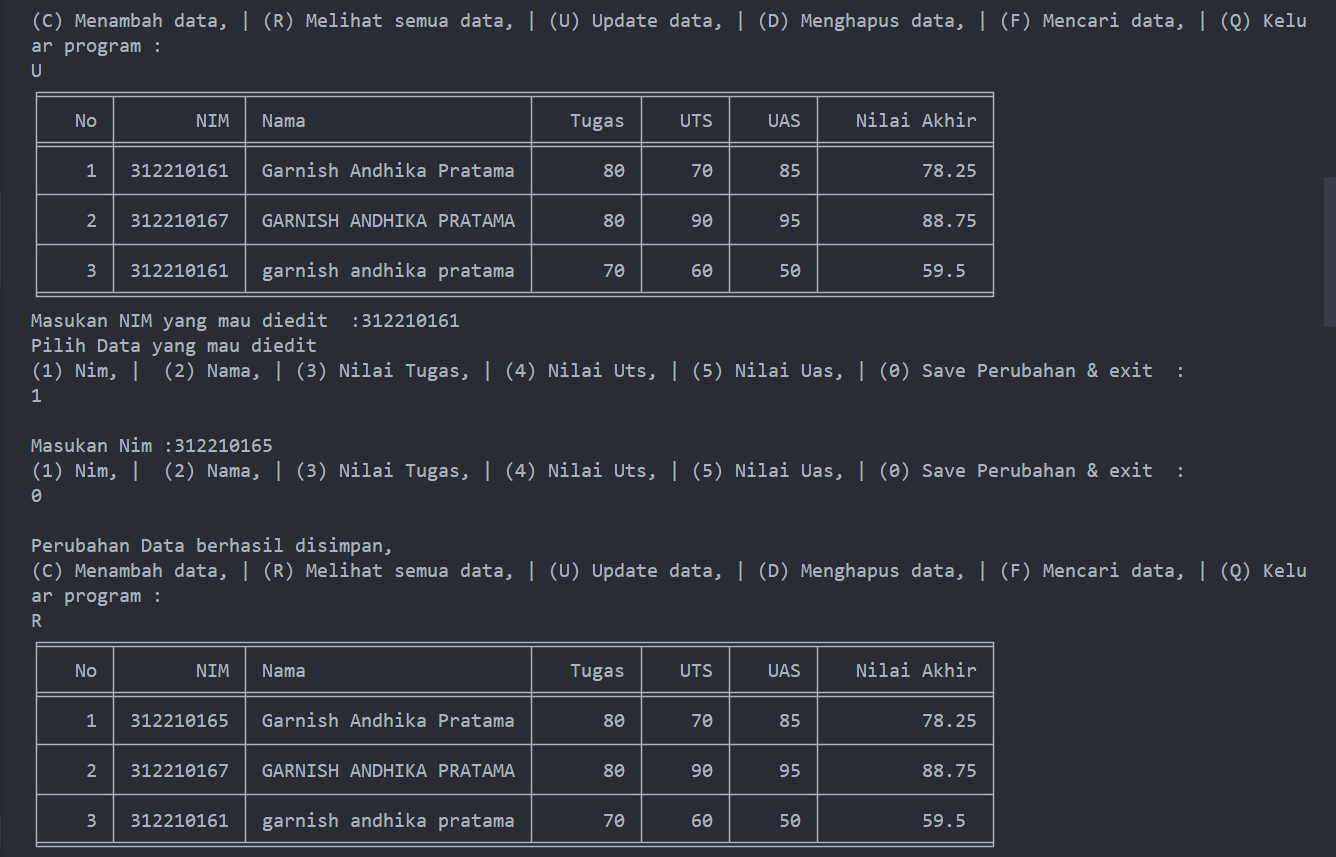 (C) Menambah data, | (R) Melihat semua data, | (U) Update data, | (D) Menghapus data, | (F) Mencari data, | (Q) Kelu
ar program :
U
No NIM Nama Tugas UTS UAS Nilai Akhir
1 312210161 Garnish Andhika Pratama 80 70 85 78.25
2 312210167 GARNISH ANDHIKA PRATAMA 80 90 95 88.75
3 312210161 garnish andhika pratama 70 60 50 59.5
Masukan NIM yang mau diedit  :312210161
Pilih Data yang mau diedit
(1) Nim, |  (2) Nama, | (3) Nilai Tugas, | (4) Nilai Uts, | (5) Nilai Uas, | (0) Save Perubahan & exit  :
1
Masukan Nim :312210165
(1) Nim, |  (2) Nama, | (3) Nilai Tugas, | (4) Nilai Uts, | (5) Nilai Uas, | (0) Save Perubahan & exit  :
0
Perubahan Data berhasil disimpan,
(C) Menambah data, | (R) Melihat semua data, | (U) Update data, | (D) Menghapus data, | (F) Mencari data, | (Q) Kelu
ar program :
R
No NIM Nama Tugas UTS UAS Nilai Akhir
1 312210165 Garnish Andhika Pratama 80 70 85 78.25
2 312210167 GARNISH ANDHIKA PRATAMA 80 90 95 88.75
3 312210161 garnish andhika pratama 70 60 50 59.5